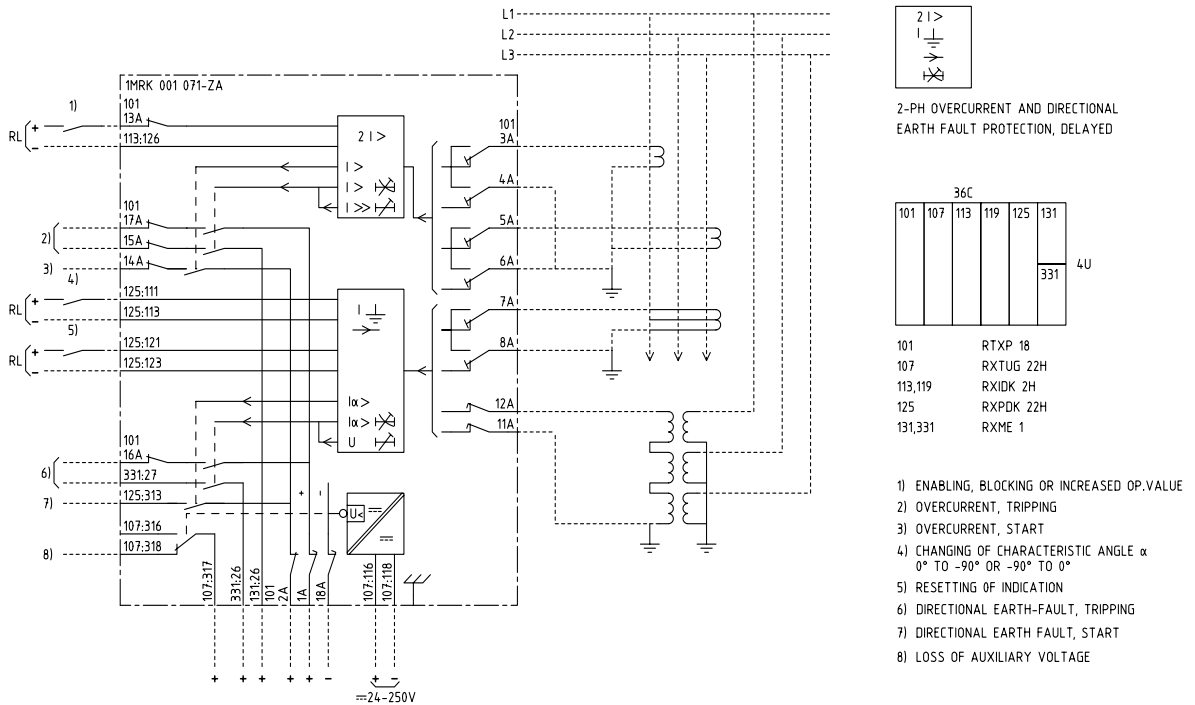 L1
L2
L3
1MRK 001 071-ZA
1)
101
13A
RL
+
-
113:126
2 I>
I>
I>
I>>
101
3A
4A
5A
6A
101
17A
2)
15A
3)
14A
4)
125:111
RL
+
-
125:113
5)
125:121
RL
+
-
125:123
I
Iα>
Iα>
U
7A
8A
12A
11A
101
16A
6)
331:27
7)
125:313
107:316
8)
107:318
+
-
U<
107:317
331:26
131:26
101
2A
1A
18A
107:116
107:118
+ + + + + - + -
24-250V
2 I>
I
2-PH OVERCURRENT AND DIRECTIONAL
EARTH FAULT PROTECTION, DELAYED
36C
101 107 113 119 125 131
331
4U
101 RTXP 18
107 RXTUG 22H
113,119 RXIDK 2H
125 RXPDK 22H
131,331 RXME 1
1) ENABLING, BLOCKING OR INCREASED OP.VALUE
2) OVERCURRENT, TRIPPING
3) OVERCURRENT, START
4) CHANGING OF CHARACTERISTIC ANGLE α
0° TO -90° OR -90° TO 0°
5) RESETTING OF INDICATION
6) DIRECTIONAL EARTH-FAULT, TRIPPING
7) DIRECTIONAL EARTH FAULT, START
8) LOSS OF AUXILIARY VOLTAGE